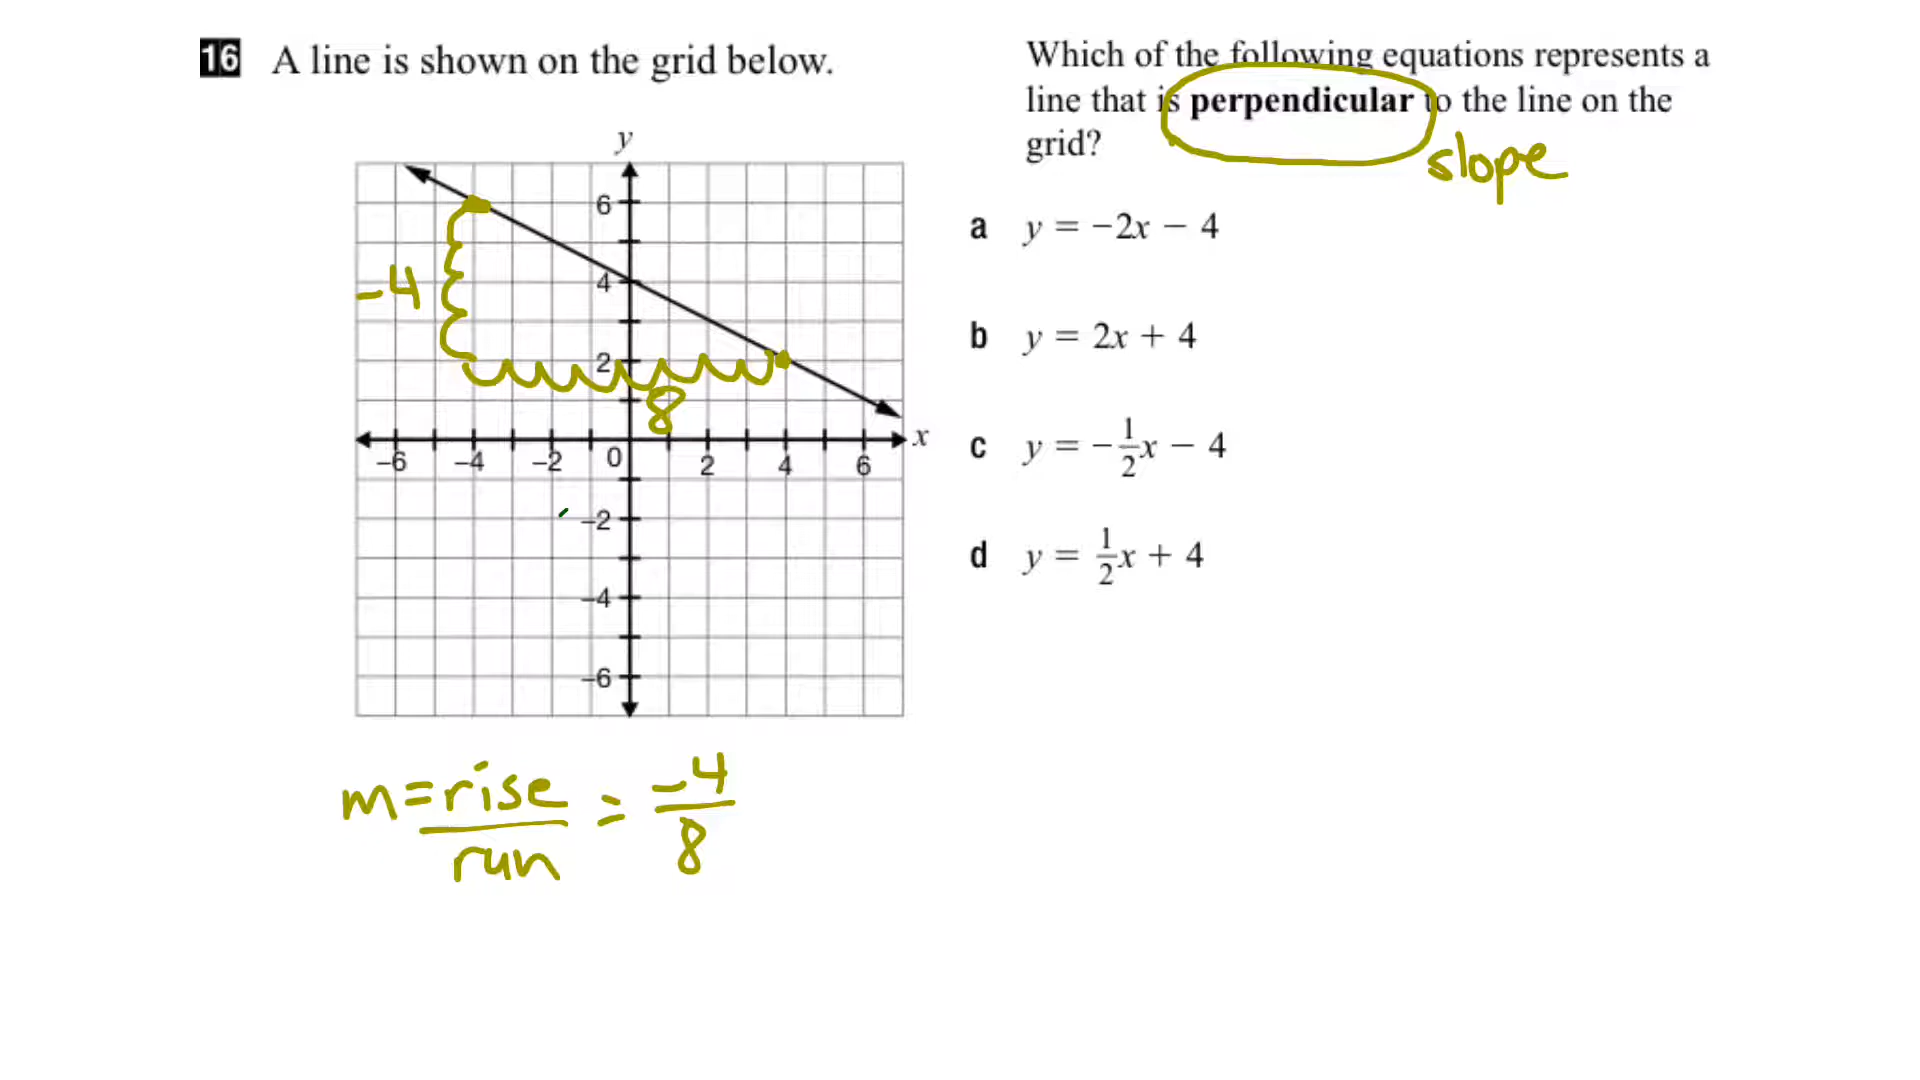 16 A line is shown on the grid below.
y
6
4
-4
2
8
x
−6 −4 −2 0 2 4 6
−2
−4
−6
m = rise/run = -4/8
Which of the following equations represents a
line that is perpendicular to the line on the
grid?
slope
a y = −2x − 4
b y = 2x + 4
c y = −1/2x − 4
d y = 1/2x + 4